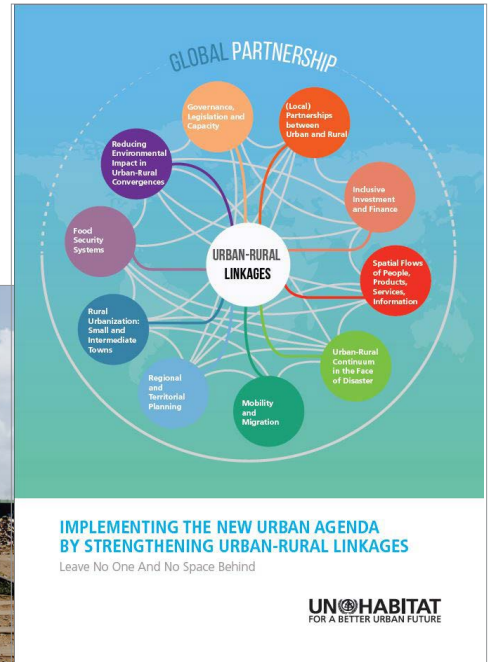 GLOBAL PARTNERSHIP
Governance,
Legislation and
Capacity
(Local)
Partnerships
between
Urban and Rural
Reducing
Environmental
Impact in
Urban-Rural
Convergences
Inclusive
Investment
and Finance
Food
Security
Systems
URBAN-RURAL
LINKAGES
Spatial Flows
of People,
Products,
Services,
Information
Rural
Urbanization:
Small and
Intermediate
Towns
Urban-Rural
Continuum
in the Face
of Disaster
Regional
and
Territorial
Planning
Mobility
and
Migration
IMPLEMENTING THE NEW URBAN AGENDA
BY STRENGTHENING URBAN-RURAL LINKAGES
Leave No One And No Space Behind
UN HABITAT
FOR A BETTER URBAN FUTURE